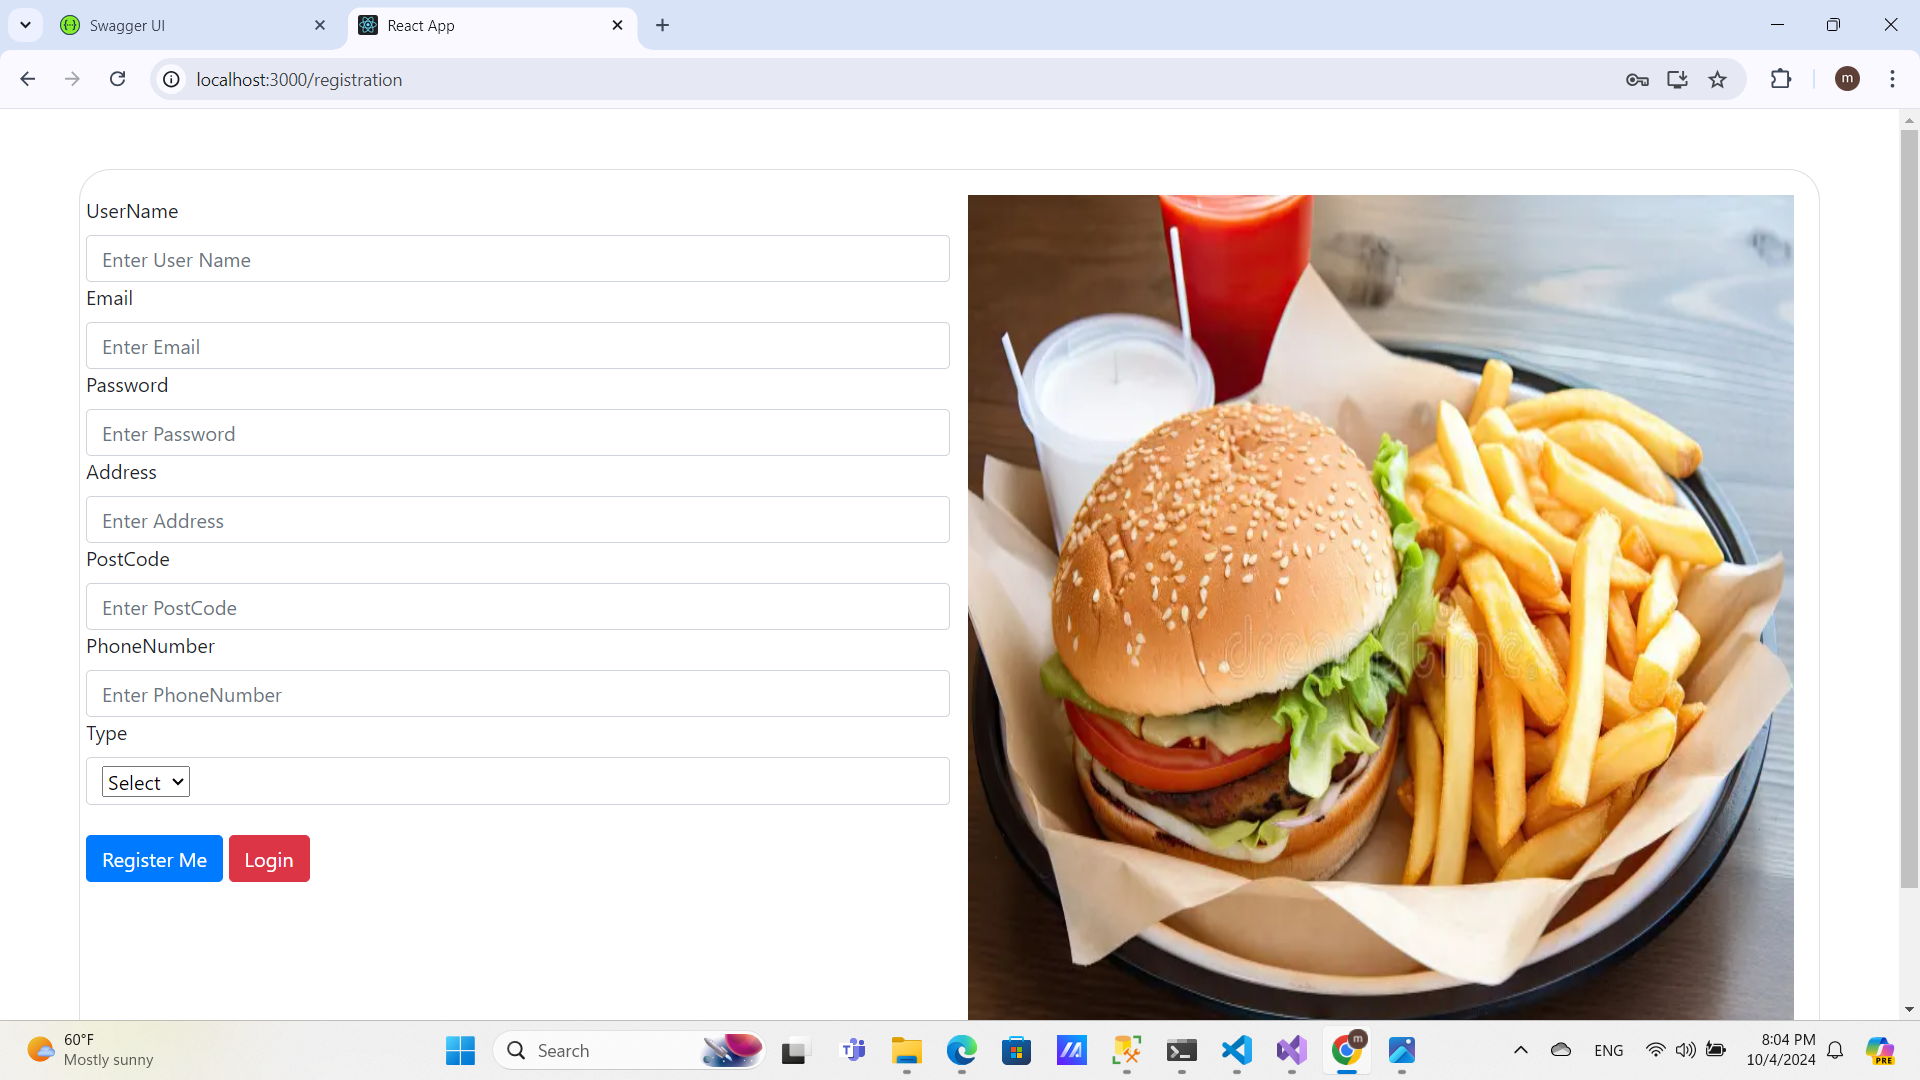 Swagger UI
React App
localhost:3000/registration
m
UserName
Enter User Name
Email
Enter Email
Password
Enter Password
Address
Enter Address
PostCode
Enter PostCode
PhoneNumber
Enter PhoneNumber
Type
Select
Register Me
Login
dreamstime.
60°F
Mostly sunny
Search
m
ENG
8:04 PM
10/4/2024
PRE